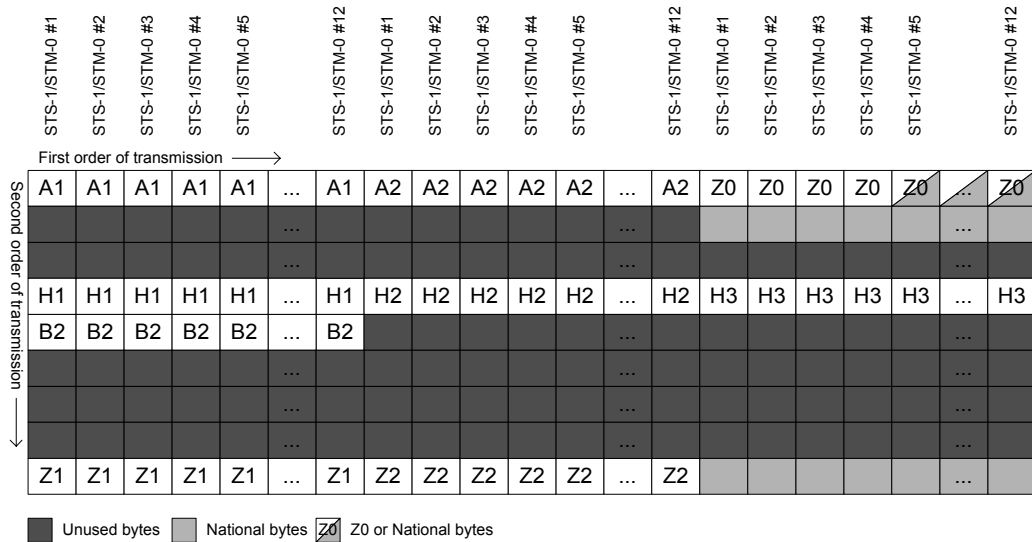 STS-1/STM-0 #1 STS-1/STM-0 #2 STS-1/STM-0 #3 STS-1/STM-0 #4 STS-1/STM-0 #5 STS-1/STM-0 #12 STS-1/STM-0 #1 STS-1/STM-0 #2 STS-1/STM-0 #3 STS-1/STM-0 #4 STS-1/STM-0 #5 STS-1/STM-0 #12 STS-1/STM-0 #1 STS-1/STM-0 #2 STS-1/STM-0 #3 STS-1/STM-0 #4 STS-1/STM-0 #5 STS-1/STM-0 #12
First order of transmission
Second order of transmission
A1 A1 A1 A1 A1 ... A1 A2 A2 A2 A2 A2 ... A2 Z0 Z0 Z0 Z0 Z0 ... Z0
... ... ...
... ... ...
H1 H1 H1 H1 H1 ... H1 H2 H2 H2 H2 H2 ... H2 H3 H3 H3 H3 H3 ... H3
B2 B2 B2 B2 B2 ... B2 ... ...
... ... ...
... ... ...
... ... ...
Z1 Z1 Z1 Z1 Z1 ... Z1 Z2 Z2 Z2 Z2 Z2 ... Z2 ...
Unused bytes National bytes Z0 Z0 or National bytes